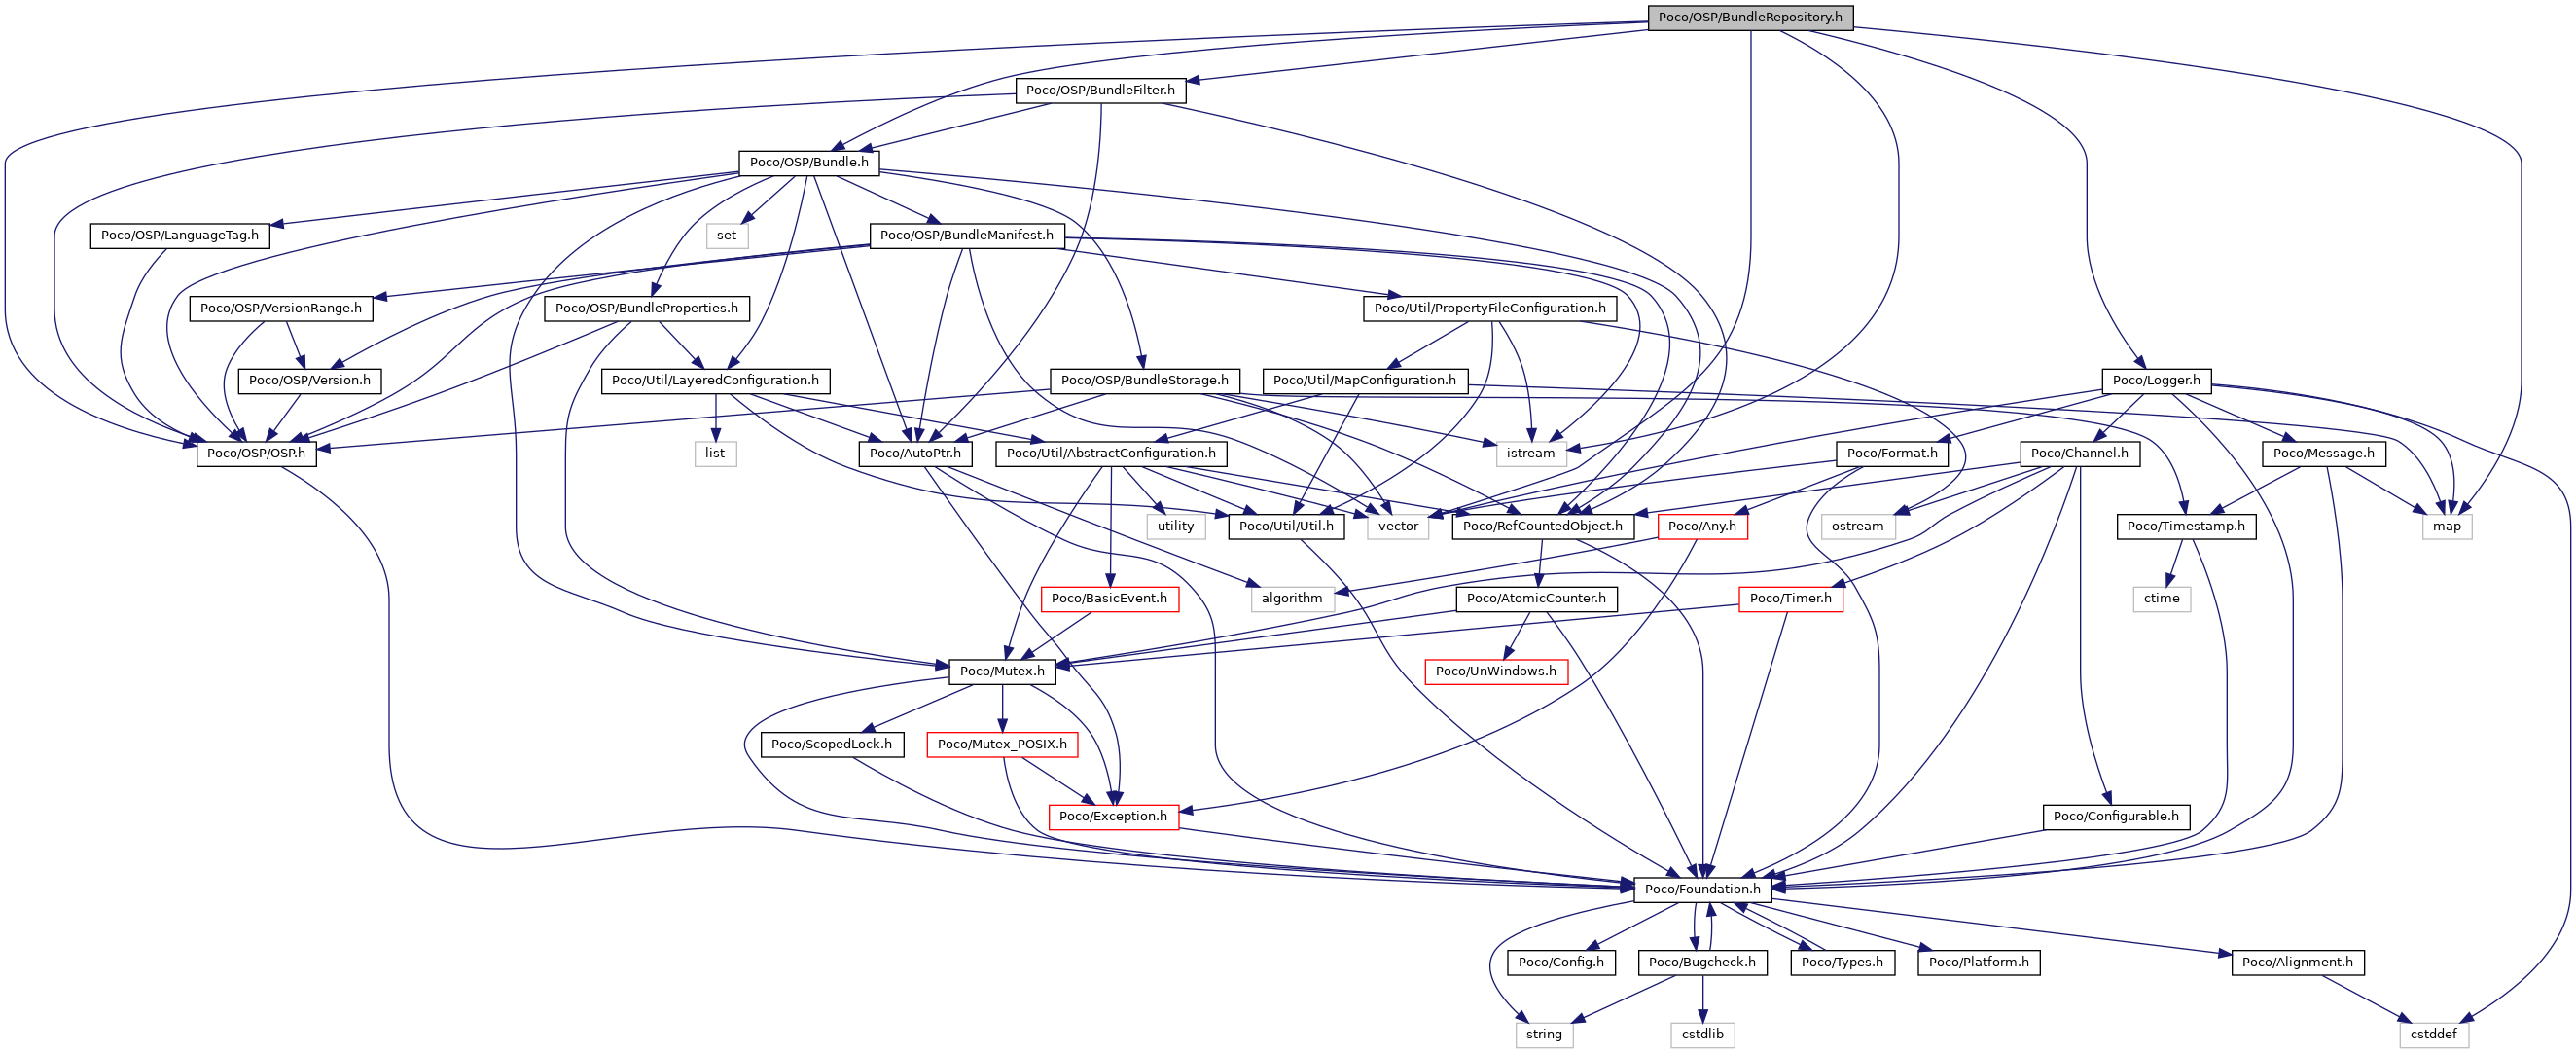 Poco/OSP/BundleRepository.h
Poco/OSP/BundleFilter.h
Poco/OSP/Bundle.h
Poco/OSP/LanguageTag.h
set
Poco/OSP/BundleManifest.h
Poco/OSP/VersionRange.h
Poco/OSP/BundleProperties.h
Poco/Util/PropertyFileConfiguration.h
Poco/OSP/Version.h
Poco/Util/LayeredConfiguration.h
Poco/OSP/BundleStorage.h
Poco/Util/MapConfiguration.h
Poco/Logger.h
Poco/OSP/OSP.h
list
Poco/AutoPtr.h
Poco/Util/AbstractConfiguration.h
istream
Poco/Format.h
Poco/Channel.h
Poco/Message.h
utility
Poco/Util/Util.h
vector
Poco/RefCountedObject.h
Poco/Any.h
ostream
Poco/Timestamp.h
map
Poco/BasicEvent.h
algorithm
Poco/AtomicCounter.h
Poco/Timer.h
ctime
Poco/Mutex.h
Poco/UnWindows.h
Poco/ScopedLock.h
Poco/Mutex_POSIX.h
Poco/Exception.h
Poco/Configurable.h
Poco/Foundation.h
Poco/Config.h
Poco/Bugcheck.h
Poco/Types.h
Poco/Platform.h
Poco/Alignment.h
string
cstdlib
cstddef